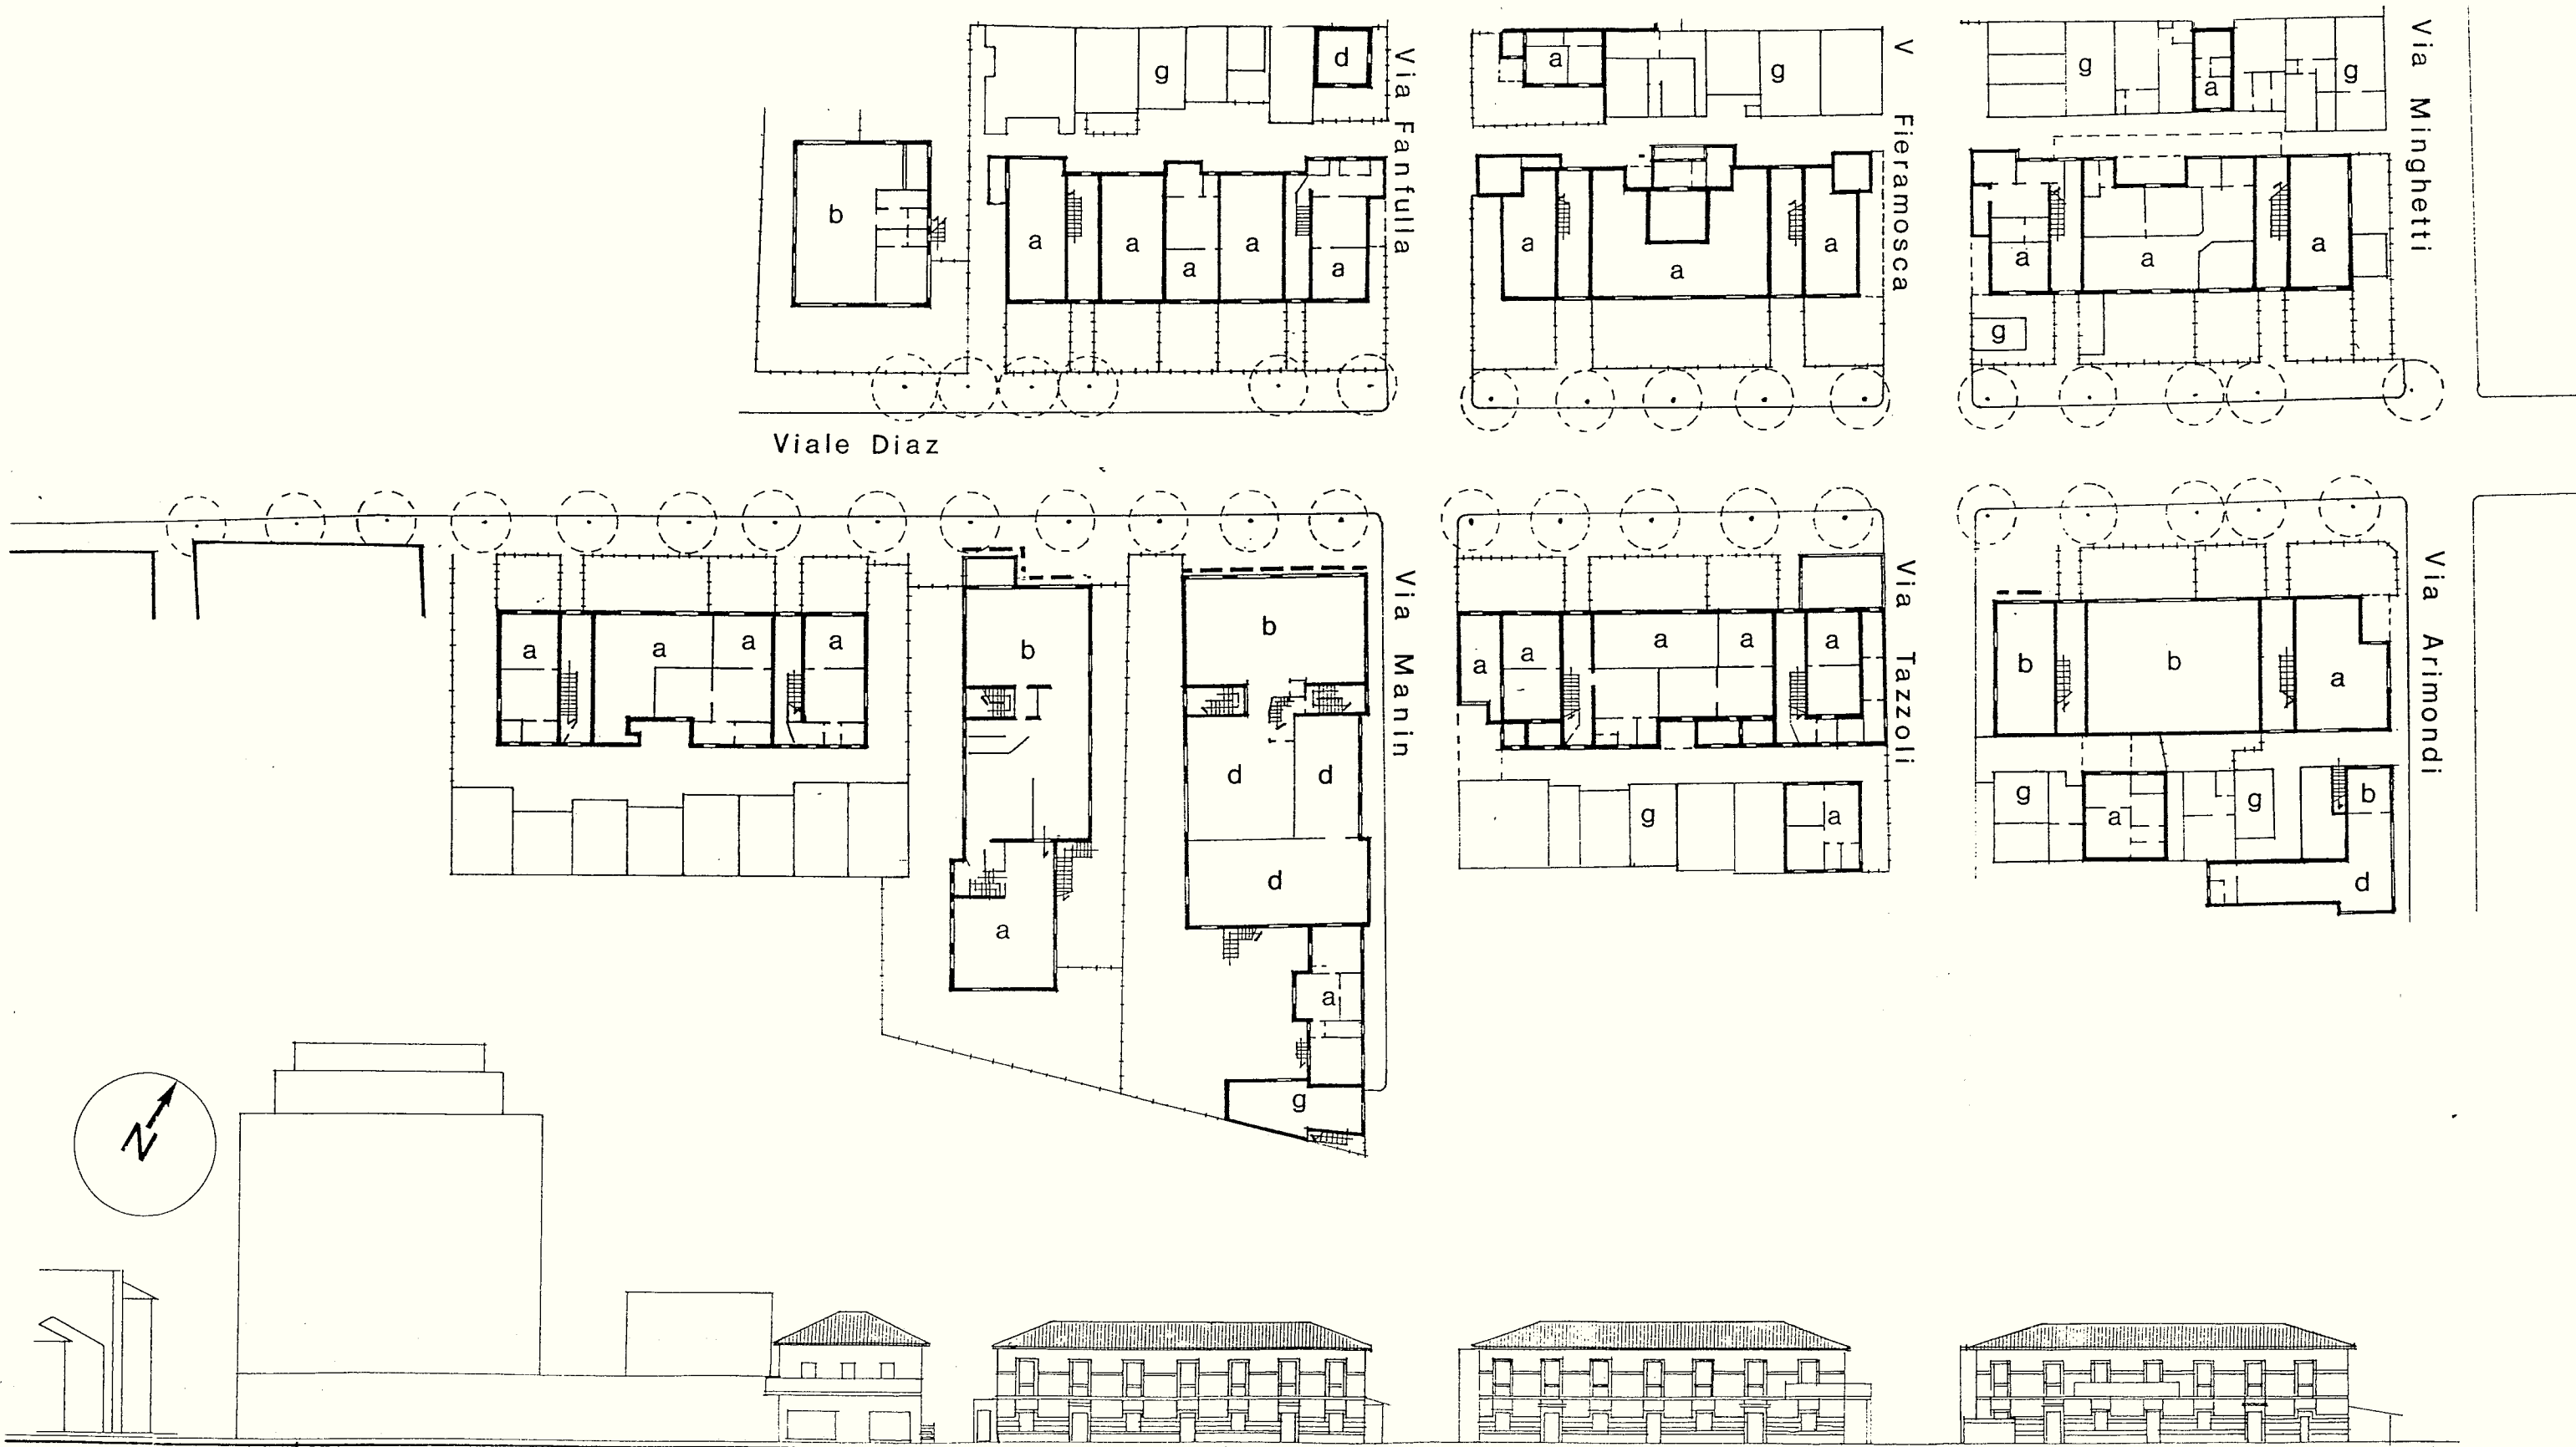 g
d
Via Fanfulla
a
g
V Fieramosca
g
a
g
Via Minghetti
b
a
a
a
a
a
a
a
a
a
a
a
g
Viale Diaz
a
a
a
a
b
b
d
d
d
a
a
g
Via Manin
a
a
a
a
a
g
a
Via Tazzoli
b
b
a
g
a
g
b
d
Via Arimondi
N